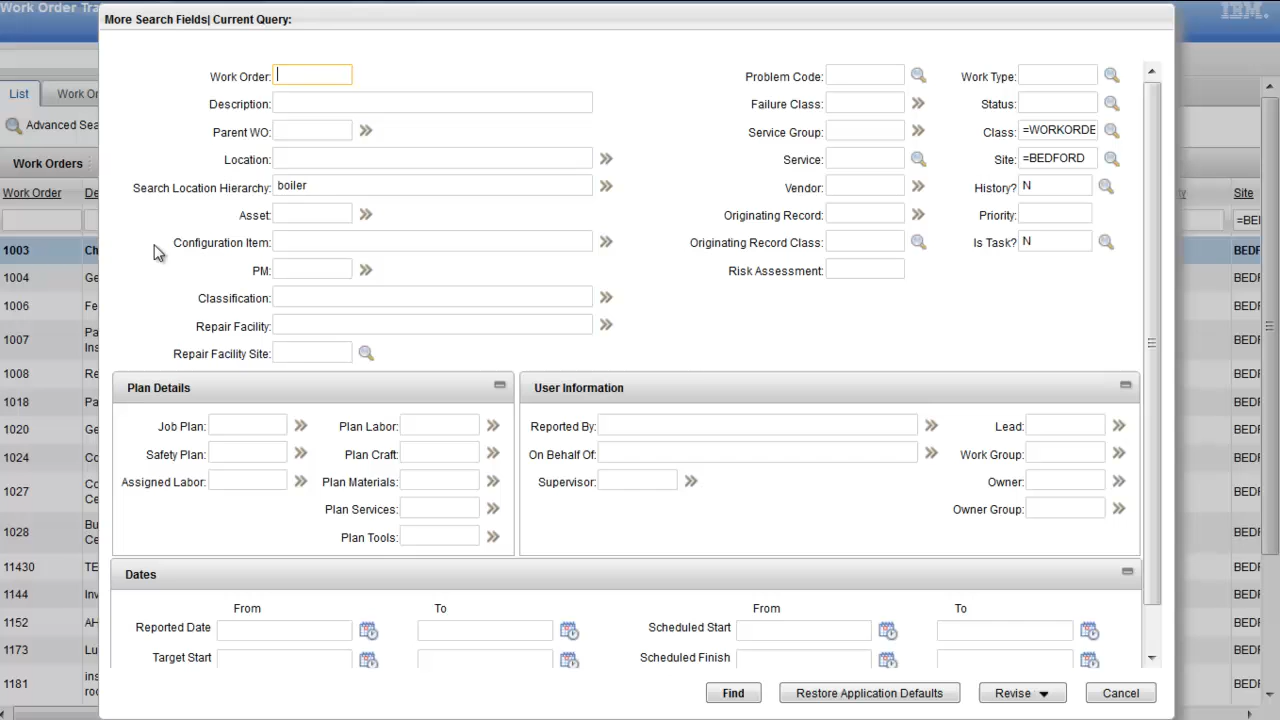 Work Order Tra
IBM.
More Search Fields| Current Query:
List
Work Or
Advanced Sea
Work Orders
Work Order
De
Site
=BEI
1003 Ch BEDF
1004 Ge BEDF
1006 Fe BEDF
1007 Pa Ins BEDF
1008 Re BEDF
1018 Pa BEDF
1020 Ge BEDF
1024 Co BEDF
1027 Co Ce BEDF
1028 Bu Ce BEDF
11430 TE BEDF
1144 Inv BEDF
1152 AH BEDF
1173 Lu BEDF
1181 ins roo BEDF
Work Order:
Description:
Parent WO:
Location:
Search Location Hierarchy: boiler
Asset:
Configuration Item:
PM:
Classification:
Repair Facility:
Repair Facility Site:
Problem Code:
Failure Class:
Service Group:
Service:
Vendor:
Originating Record:
Originating Record Class:
Risk Assessment:
Work Type:
Status:
Class: =WORKORDE
Site: =BEDFORD
History? N
Priority:
Is Task? N
Plan Details
Job Plan:
Safety Plan:
Assigned Labor:
Plan Labor:
Plan Craft:
Plan Materials:
Plan Services:
Plan Tools:
User Information
Reported By:
On Behalf Of:
Supervisor:
Lead:
Work Group:
Owner:
Owner Group:
Dates
From To From To
Reported Date Scheduled Start
Target Start Scheduled Finish
Find Restore Application Defaults Revise Cancel